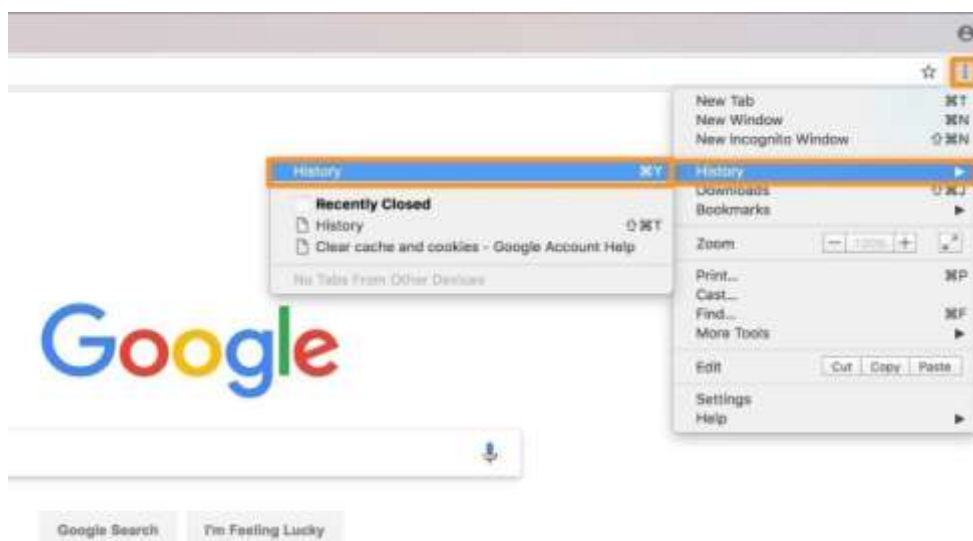 New Tab ⌘T
New Window ⌘N
New Incognito Window ⇧⌘N
History ⌘Y
History ▶
Recently Closed
Downloads ⇧⌘J
History ⇧⌘T
Bookmarks ▶
Clear cache and cookies - Google Account Help
Zoom − 100% +
No Tabs From Other Devices
Print... ⌘P
Cast...
Find... ⌘F
More Tools ▶
Google
Edit Cut Copy Paste
Settings
Help ▶
Google Search I'm Feeling Lucky